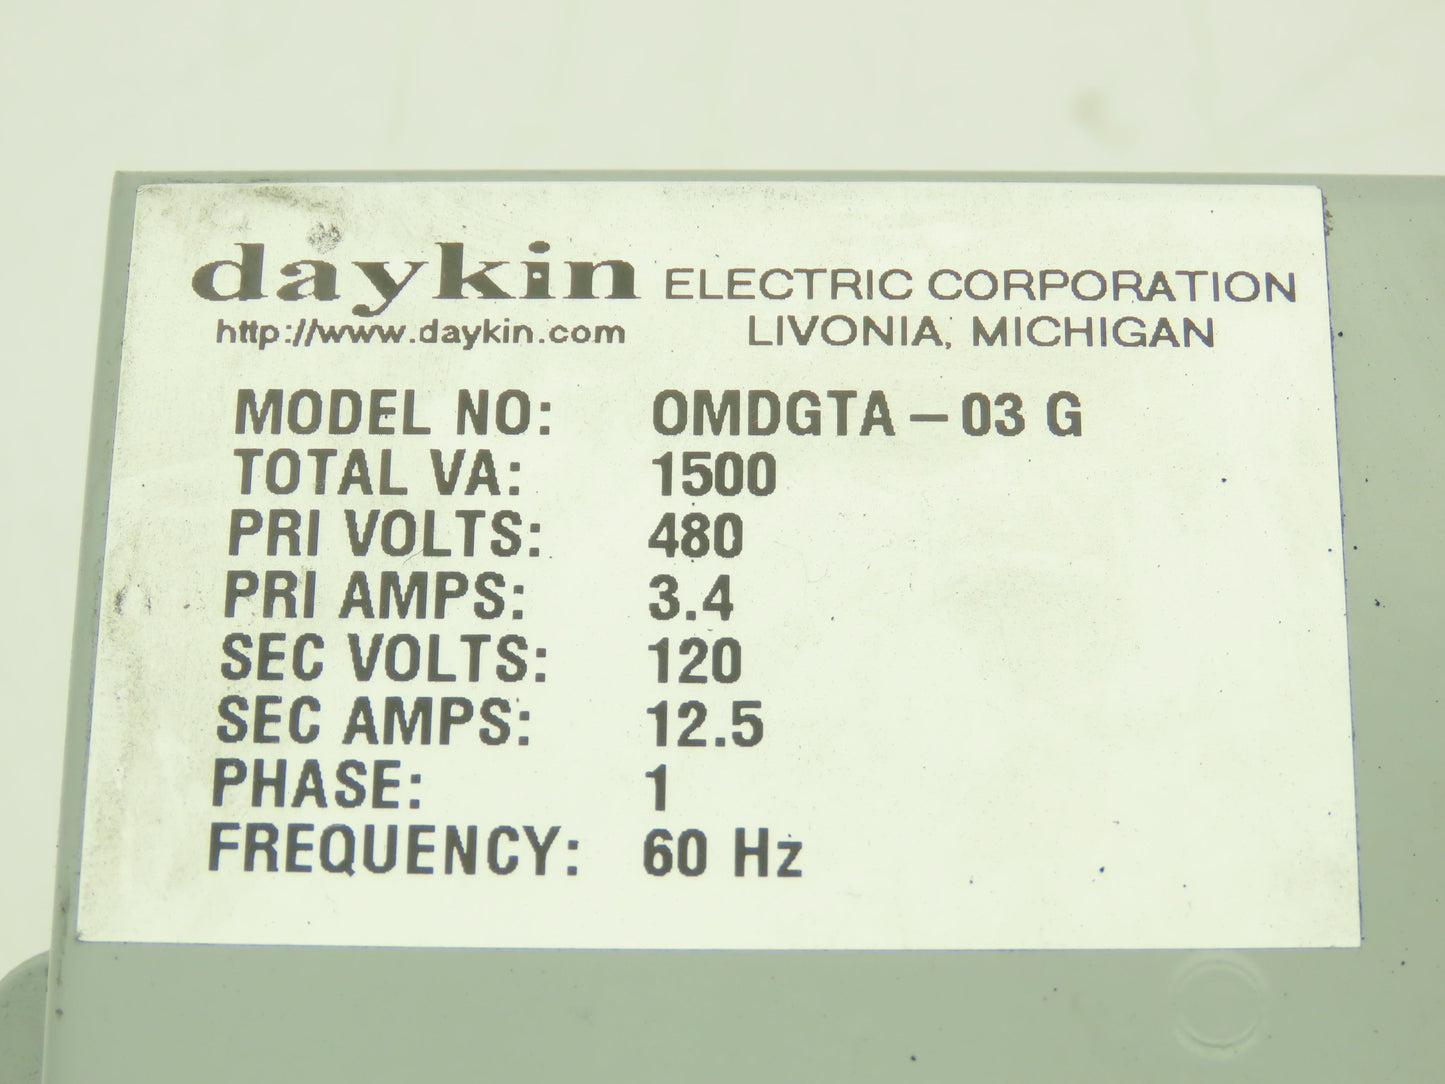 daykin ELECTRIC CORPORATION
http://www.daykin.com LIVONIA, MICHIGAN
MODEL NO: OMDGTA-03 G
TOTAL VA: 1500
PRI VOLTS: 480
PRI AMPS: 3.4
SEC VOLTS: 120
SEC AMPS: 12.5
PHASE: 1
FREQUENCY: 60 Hz